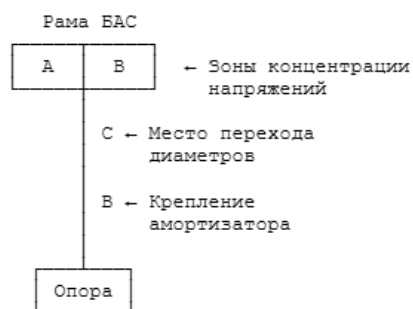 Рама БАС
A B ← Зоны концентрации
напряжений
C ← Место перехода
диаметров
B ← Крепление
амортизатора
Опора